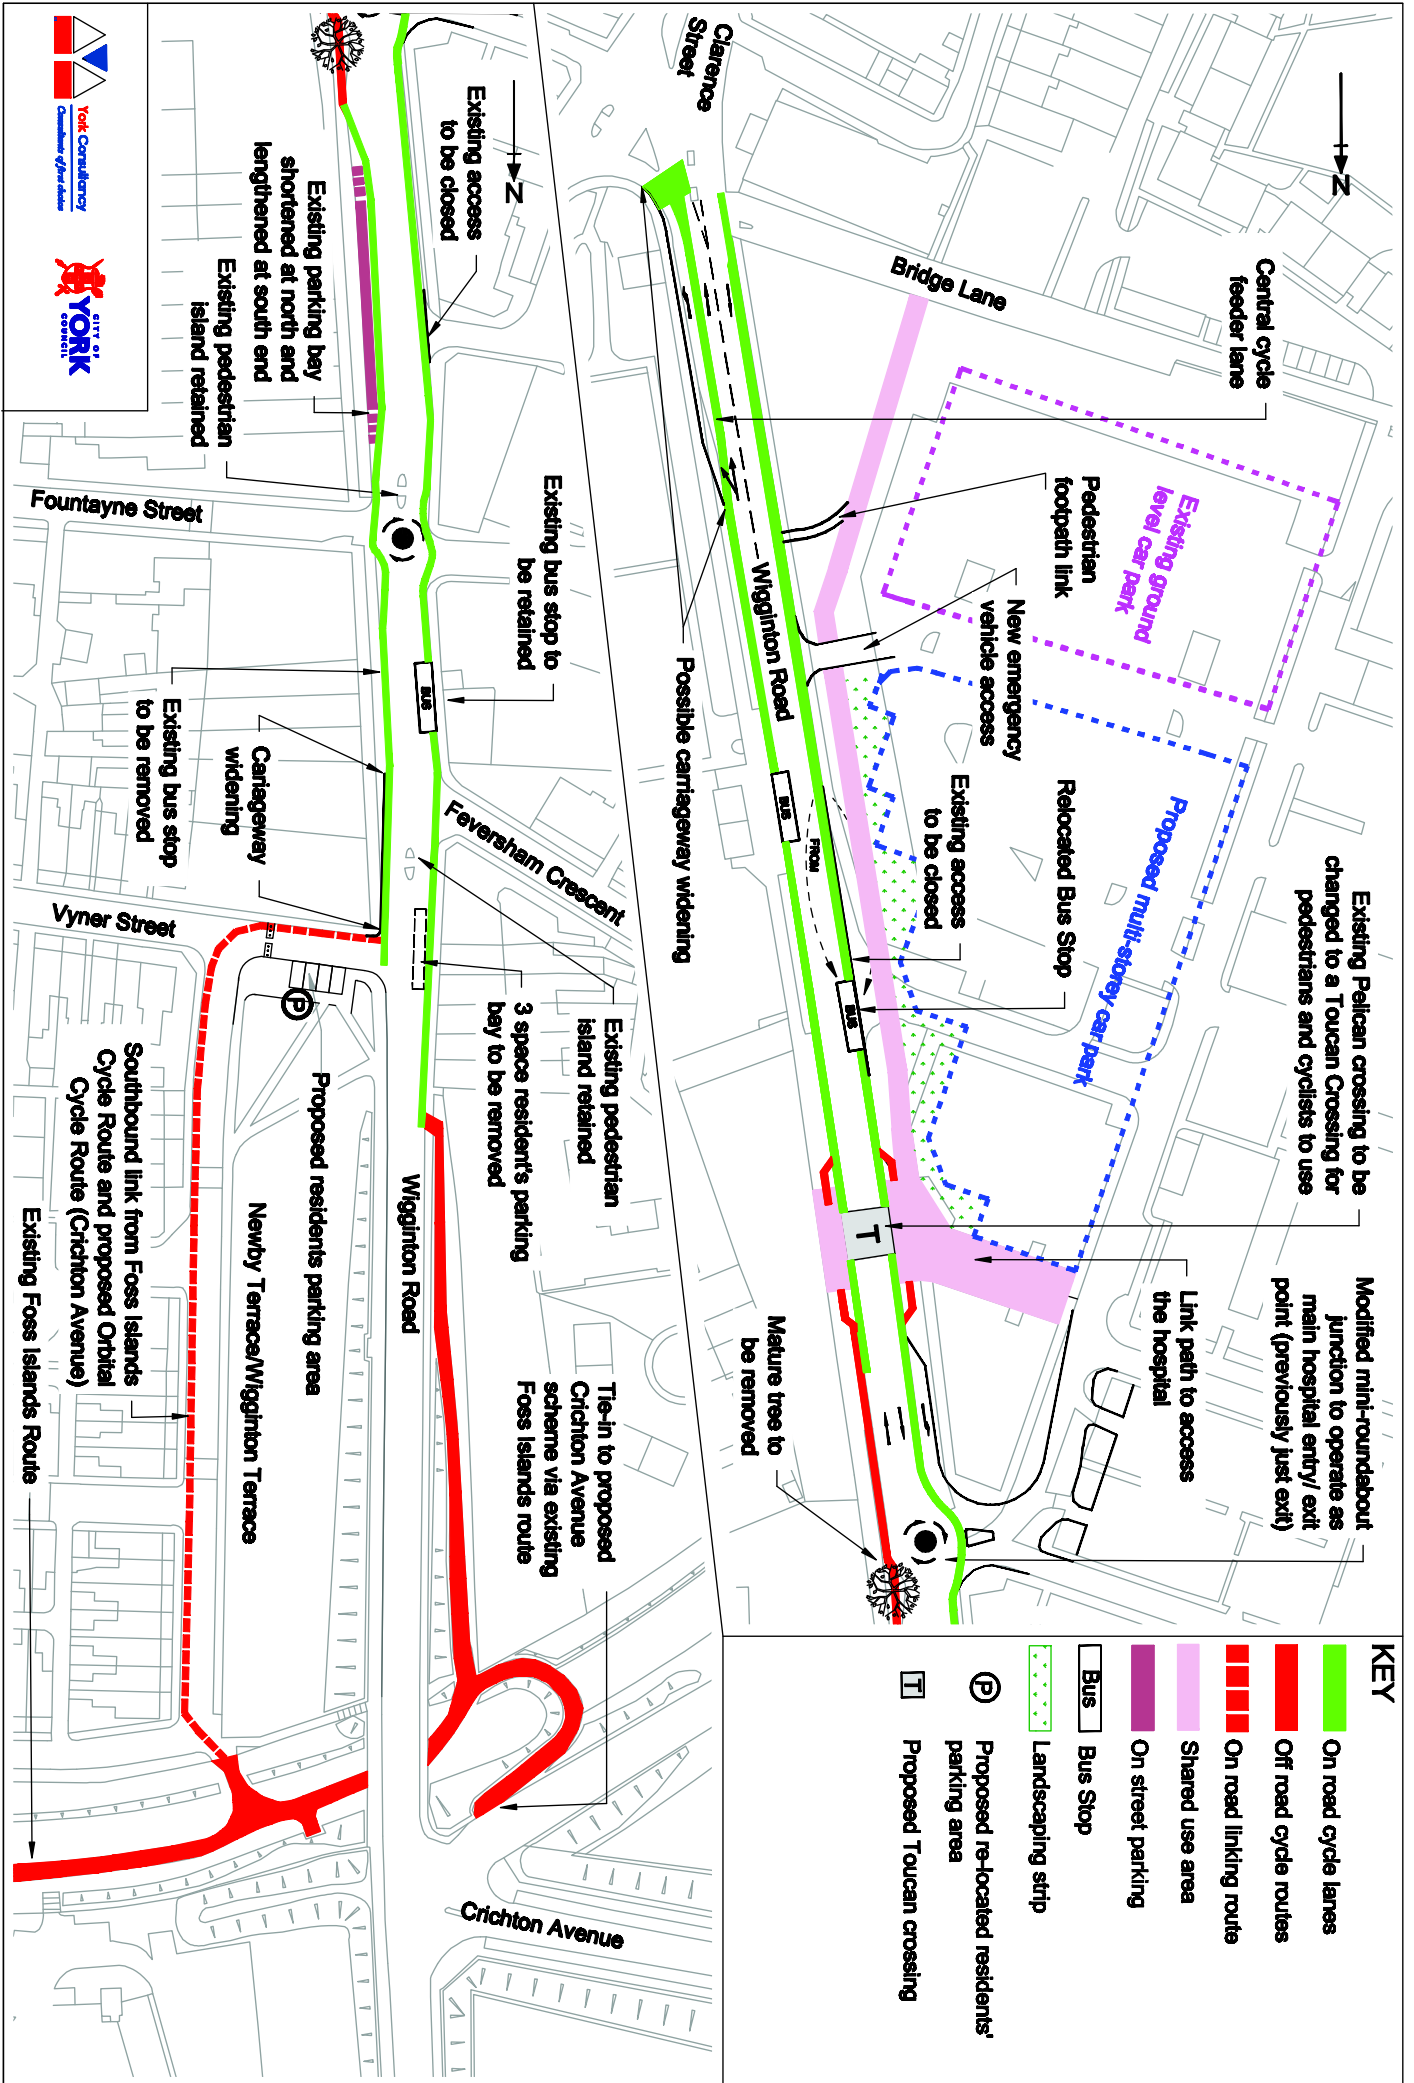 Clarence
Street
Bridge Lane
Central cycle
feeder lane
Existing ground
level car park
Pedestrian
footpath link
New emergency
vehicle access
Wigginton Road
Possible carriageway widening
Proposed multi-storey car park
Existing access
to be closed
Relocated Bus Stop
BUS
FROM
BUS
Existing Pelican crossing to be
changed to a Toucan Crossing for
pedestrians and cyclists to use
T
Link path to access
the hospital
Modified mini-roundabout
junction to operate as
main hospital entry/ exit
point (previously just exit)
Mature tree to
be removed
N
KEY
On road cycle lanes
Off road cycle routes
On road linking route
Shared use area
On street parking
Bus
Bus Stop
Landscaping strip
P
Proposed re-located residents'
parking area
T
Proposed Toucan crossing
N
Existing access
to be closed
Existing parking bay
shortened at north and
lengthened at south end
Existing pedestrian
island retained
Fountayne Street
Existing bus stop to
be retained
BUS
Existing bus stop
to be removed
Cariageway
widening
Feversham Crescent
Vyner Street
Existing pedestrian
island retained
3 space resident's parking
bay to be removed
P
Proposed residents parking area
Wigginton Road
Newby Terrace/Wigginton Terrace
Southbound link from Foss Islands
Cycle Route and proposed Orbital
Cycle Route (Crichton Avenue)
Existing Foss Islands Route
Tie-in to proposed
Crichton Avenue
scheme via existing
Foss Islands route
Crichton Avenue
York Consultancy
Consultants of first choice
CITY OF
YORK
COUNCIL